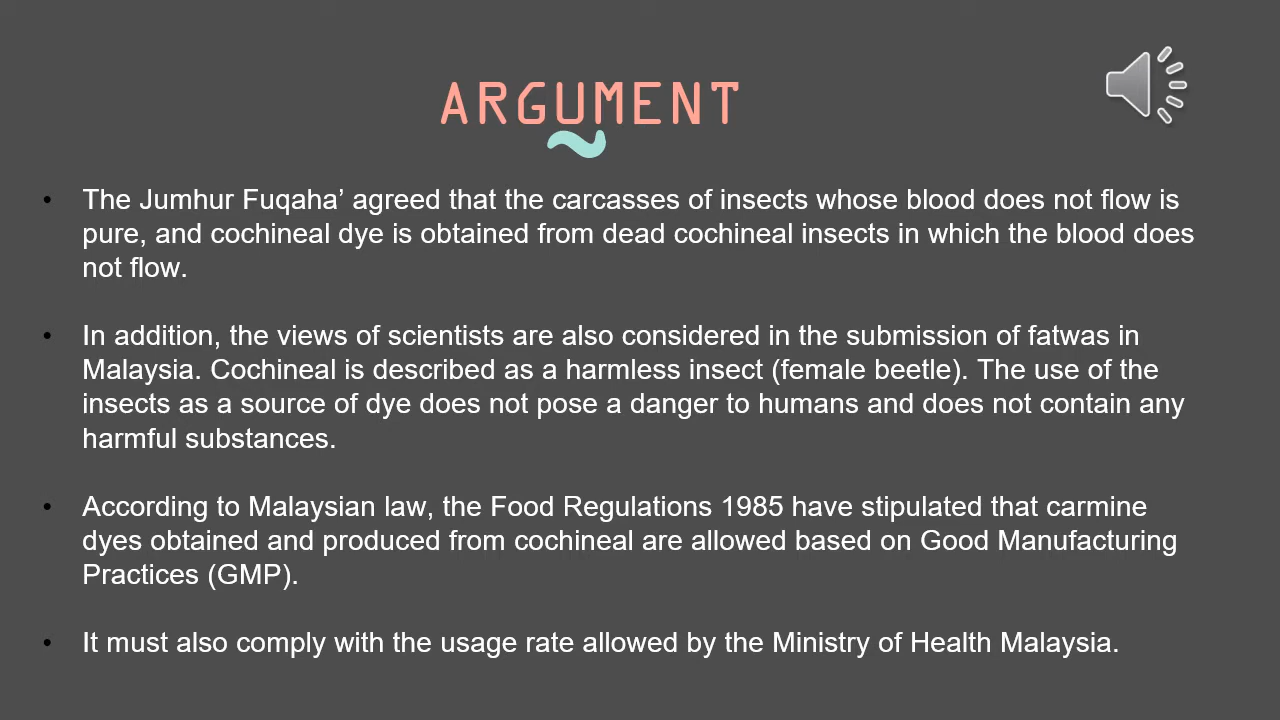 ARGUMENT
• The Jumhur Fuqaha’ agreed that the carcasses of insects whose blood does not flow is
pure, and cochineal dye is obtained from dead cochineal insects in which the blood does
not flow.
• In addition, the views of scientists are also considered in the submission of fatwas in
Malaysia. Cochineal is described as a harmless insect (female beetle). The use of the
insects as a source of dye does not pose a danger to humans and does not contain any
harmful substances.
• According to Malaysian law, the Food Regulations 1985 have stipulated that carmine
dyes obtained and produced from cochineal are allowed based on Good Manufacturing
Practices (GMP).
• It must also comply with the usage rate allowed by the Ministry of Health Malaysia.